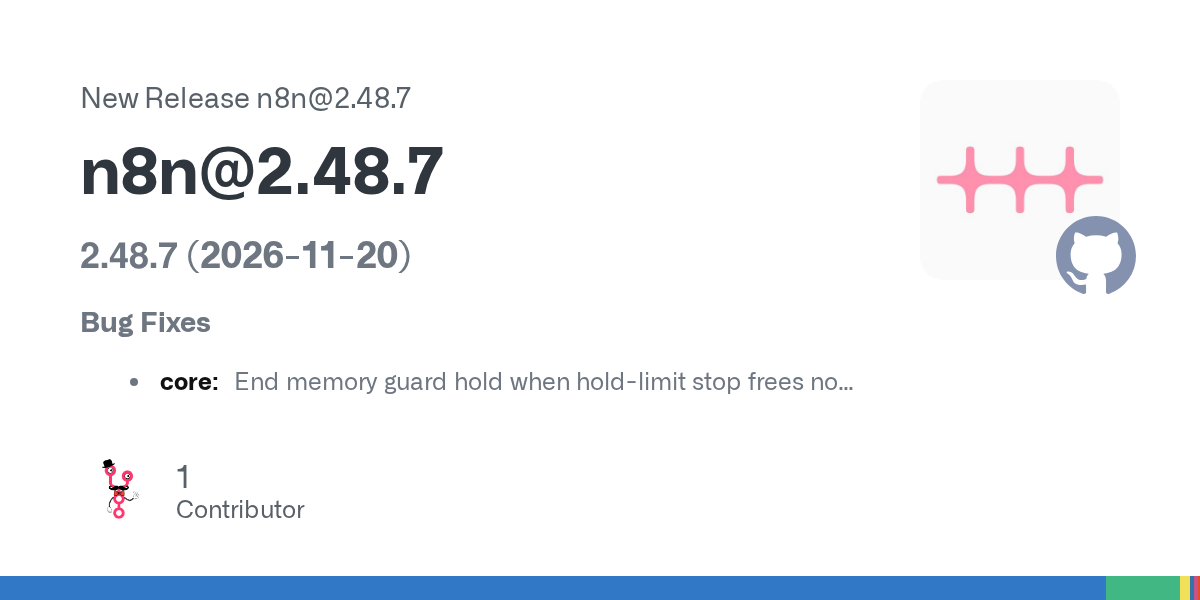 New Release n8n@2.48.7
n8n@2.48.7
2.48.7 (2026-11-20)
Bug Fixes
• core: End memory guard hold when hold-limit stop frees no...
1
Contributor